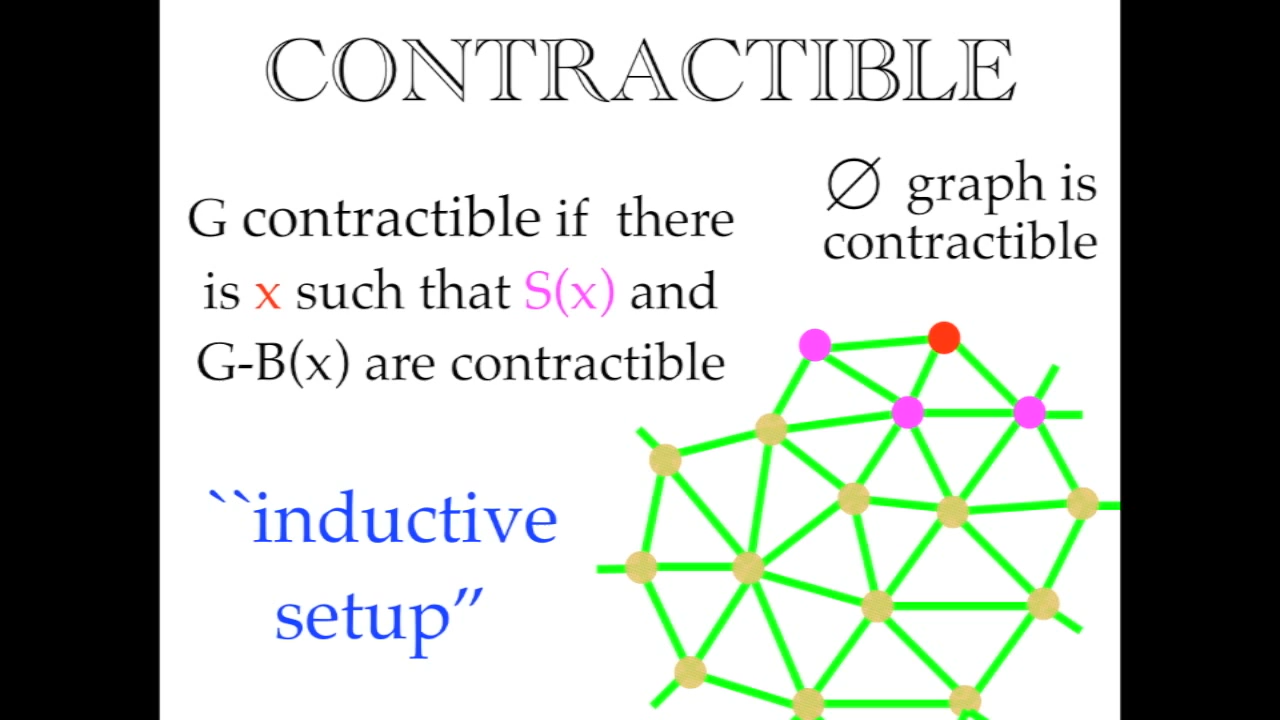 CONTRACTIBLE
G contractible if there
is x such that S(x) and
G-B(x) are contractible
∅ graph is
contractible
``inductive
setup”